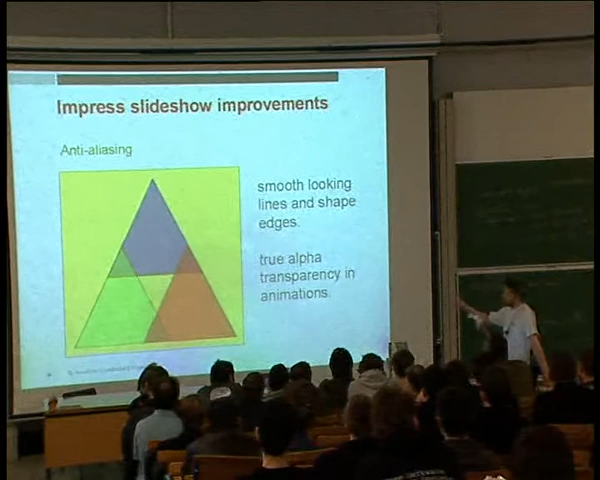 Impress slideshow improvements
Anti-aliasing
smooth looking
lines and shape
edges.
true alpha
transparency in
animations.